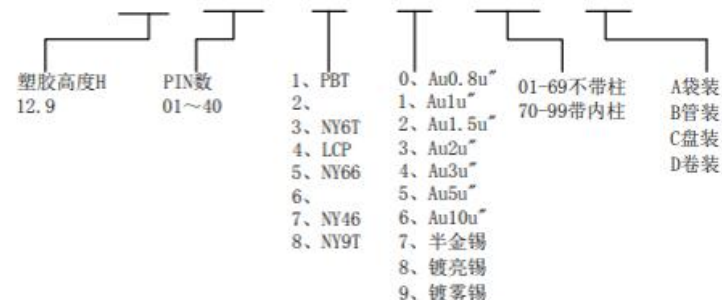 塑胶高度H
12.9
PIN数
01～40
1、PBT
2、
3、NY6T
4、LCP
5、NY66
6、
7、NY46
8、NY9T
0、Au0.8u"
1、Au1u"
2、Au1.5u"
3、Au2u"
4、Au3u"
5、Au5u"
6、Au10u"
7、半金锡
8、镀亮锡
9、镀雾锡
01-69不带柱
70-99带内柱
A袋装
B管装
C盘装
D卷装